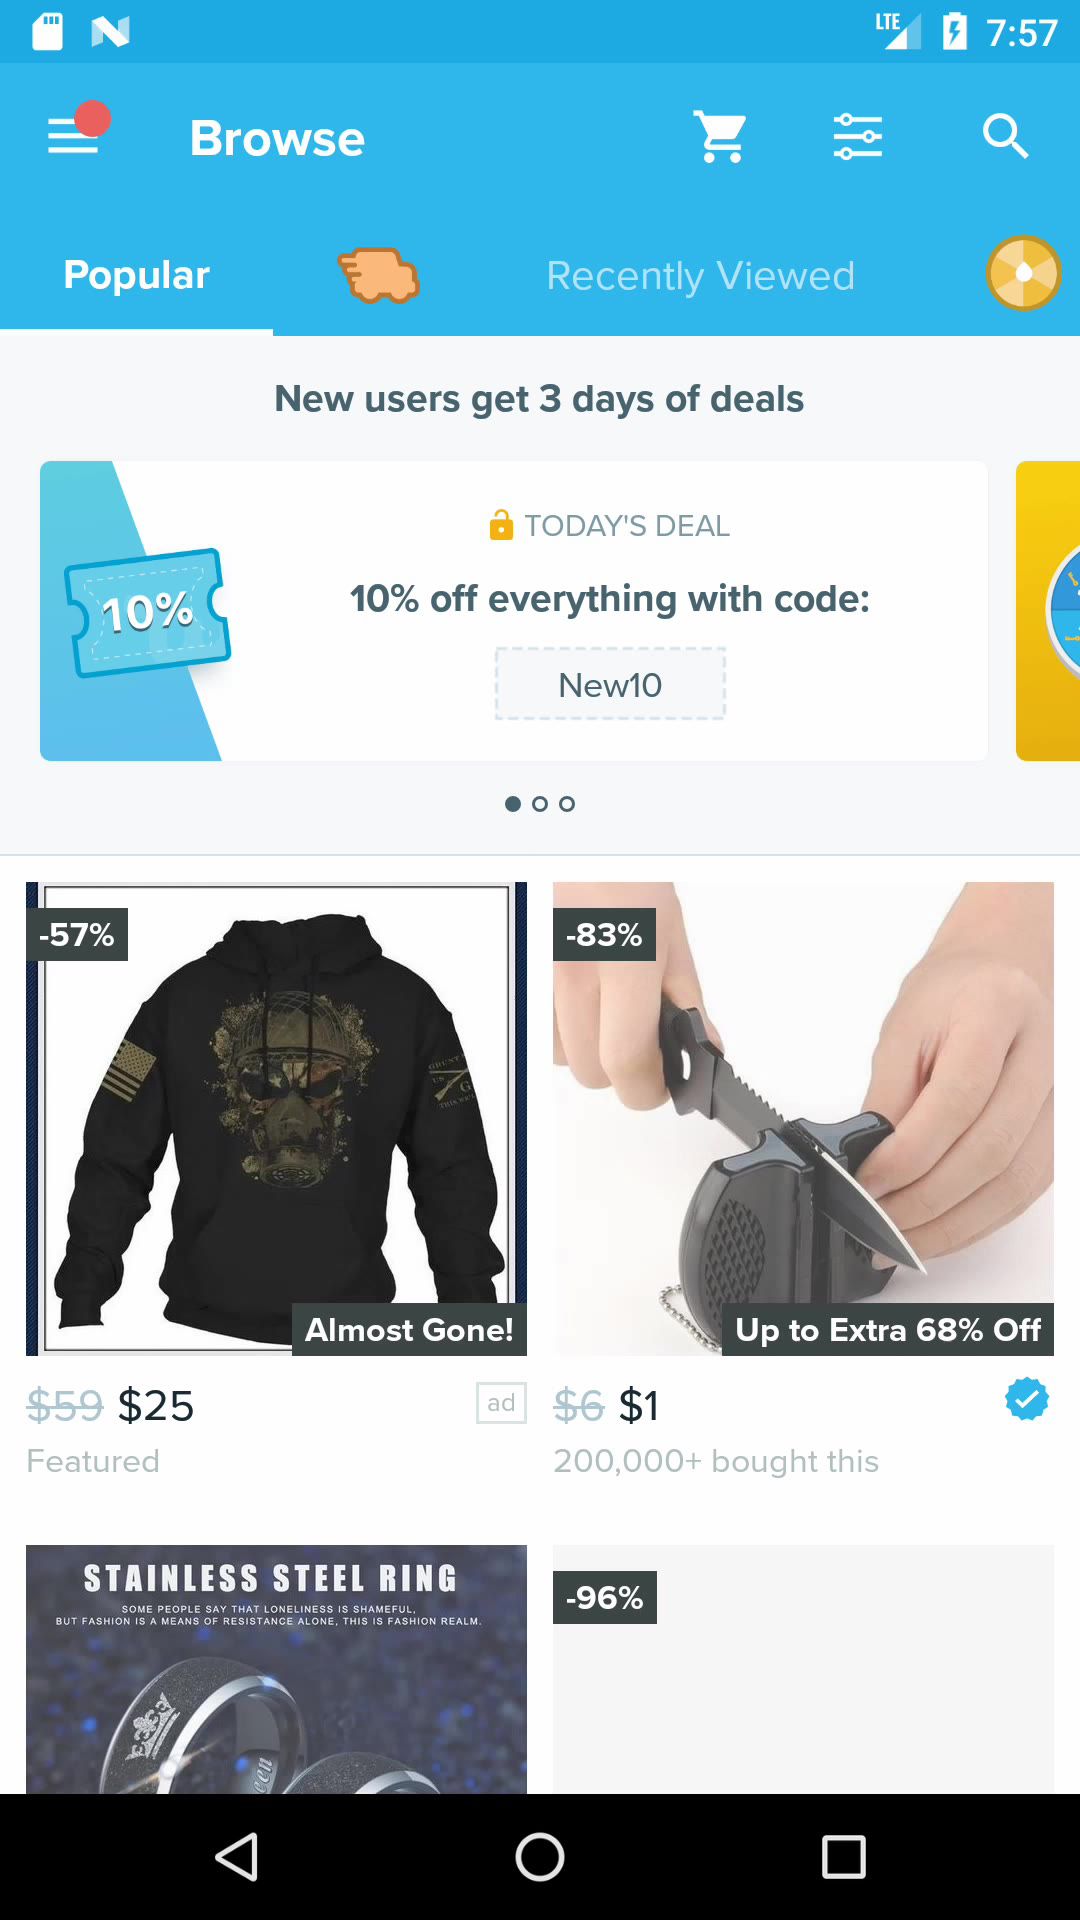 LTE 7:57
Browse
Popular
Recently Viewed
New users get 3 days of deals
TODAY'S DEAL
10%
10% off everything with code:
New10
-57%
-83%
GRUNT
US
G
Almost Gone!
Up to Extra 68% Off
$59 $25
ad
$6 $1
Featured
200,000+ bought this
STAINLESS STEEL RING
SOME PEOPLE SAY THAT LONELINESS IS SHAMEFUL,
BUT FASHION IS A MEANS OF RESISTANCE ALONE, THIS IS FASHION REALM.
-96%